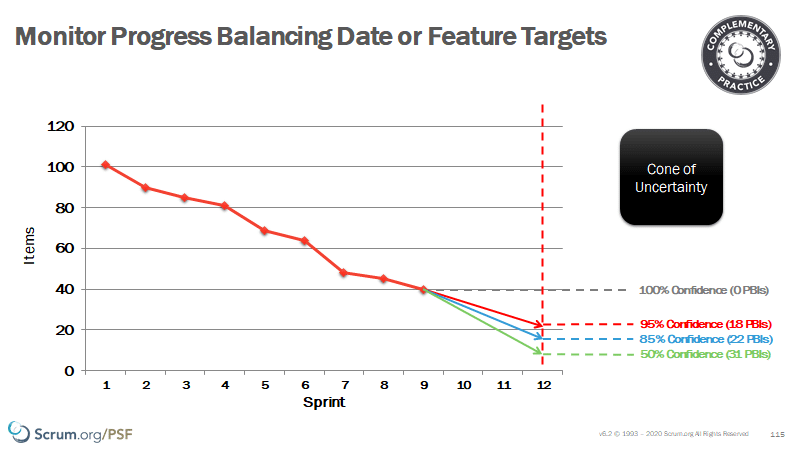 Monitor Progress Balancing Date or Feature Targets
COMPLEMENTARY
PRACTICE
120
100
80
60
40
20
0
Items
1 2 3 4 5 6 7 8 9 10 11 12
Sprint
Cone of
Uncertainty
100% Confidence (0 PBIs)
95% Confidence (18 PBIs)
85% Confidence (22 PBIs)
50% Confidence (31 PBIs)
Scrum.org/PSF
v6.2 © 1993 – 2020 Scrum.org All Rights Reserved
115